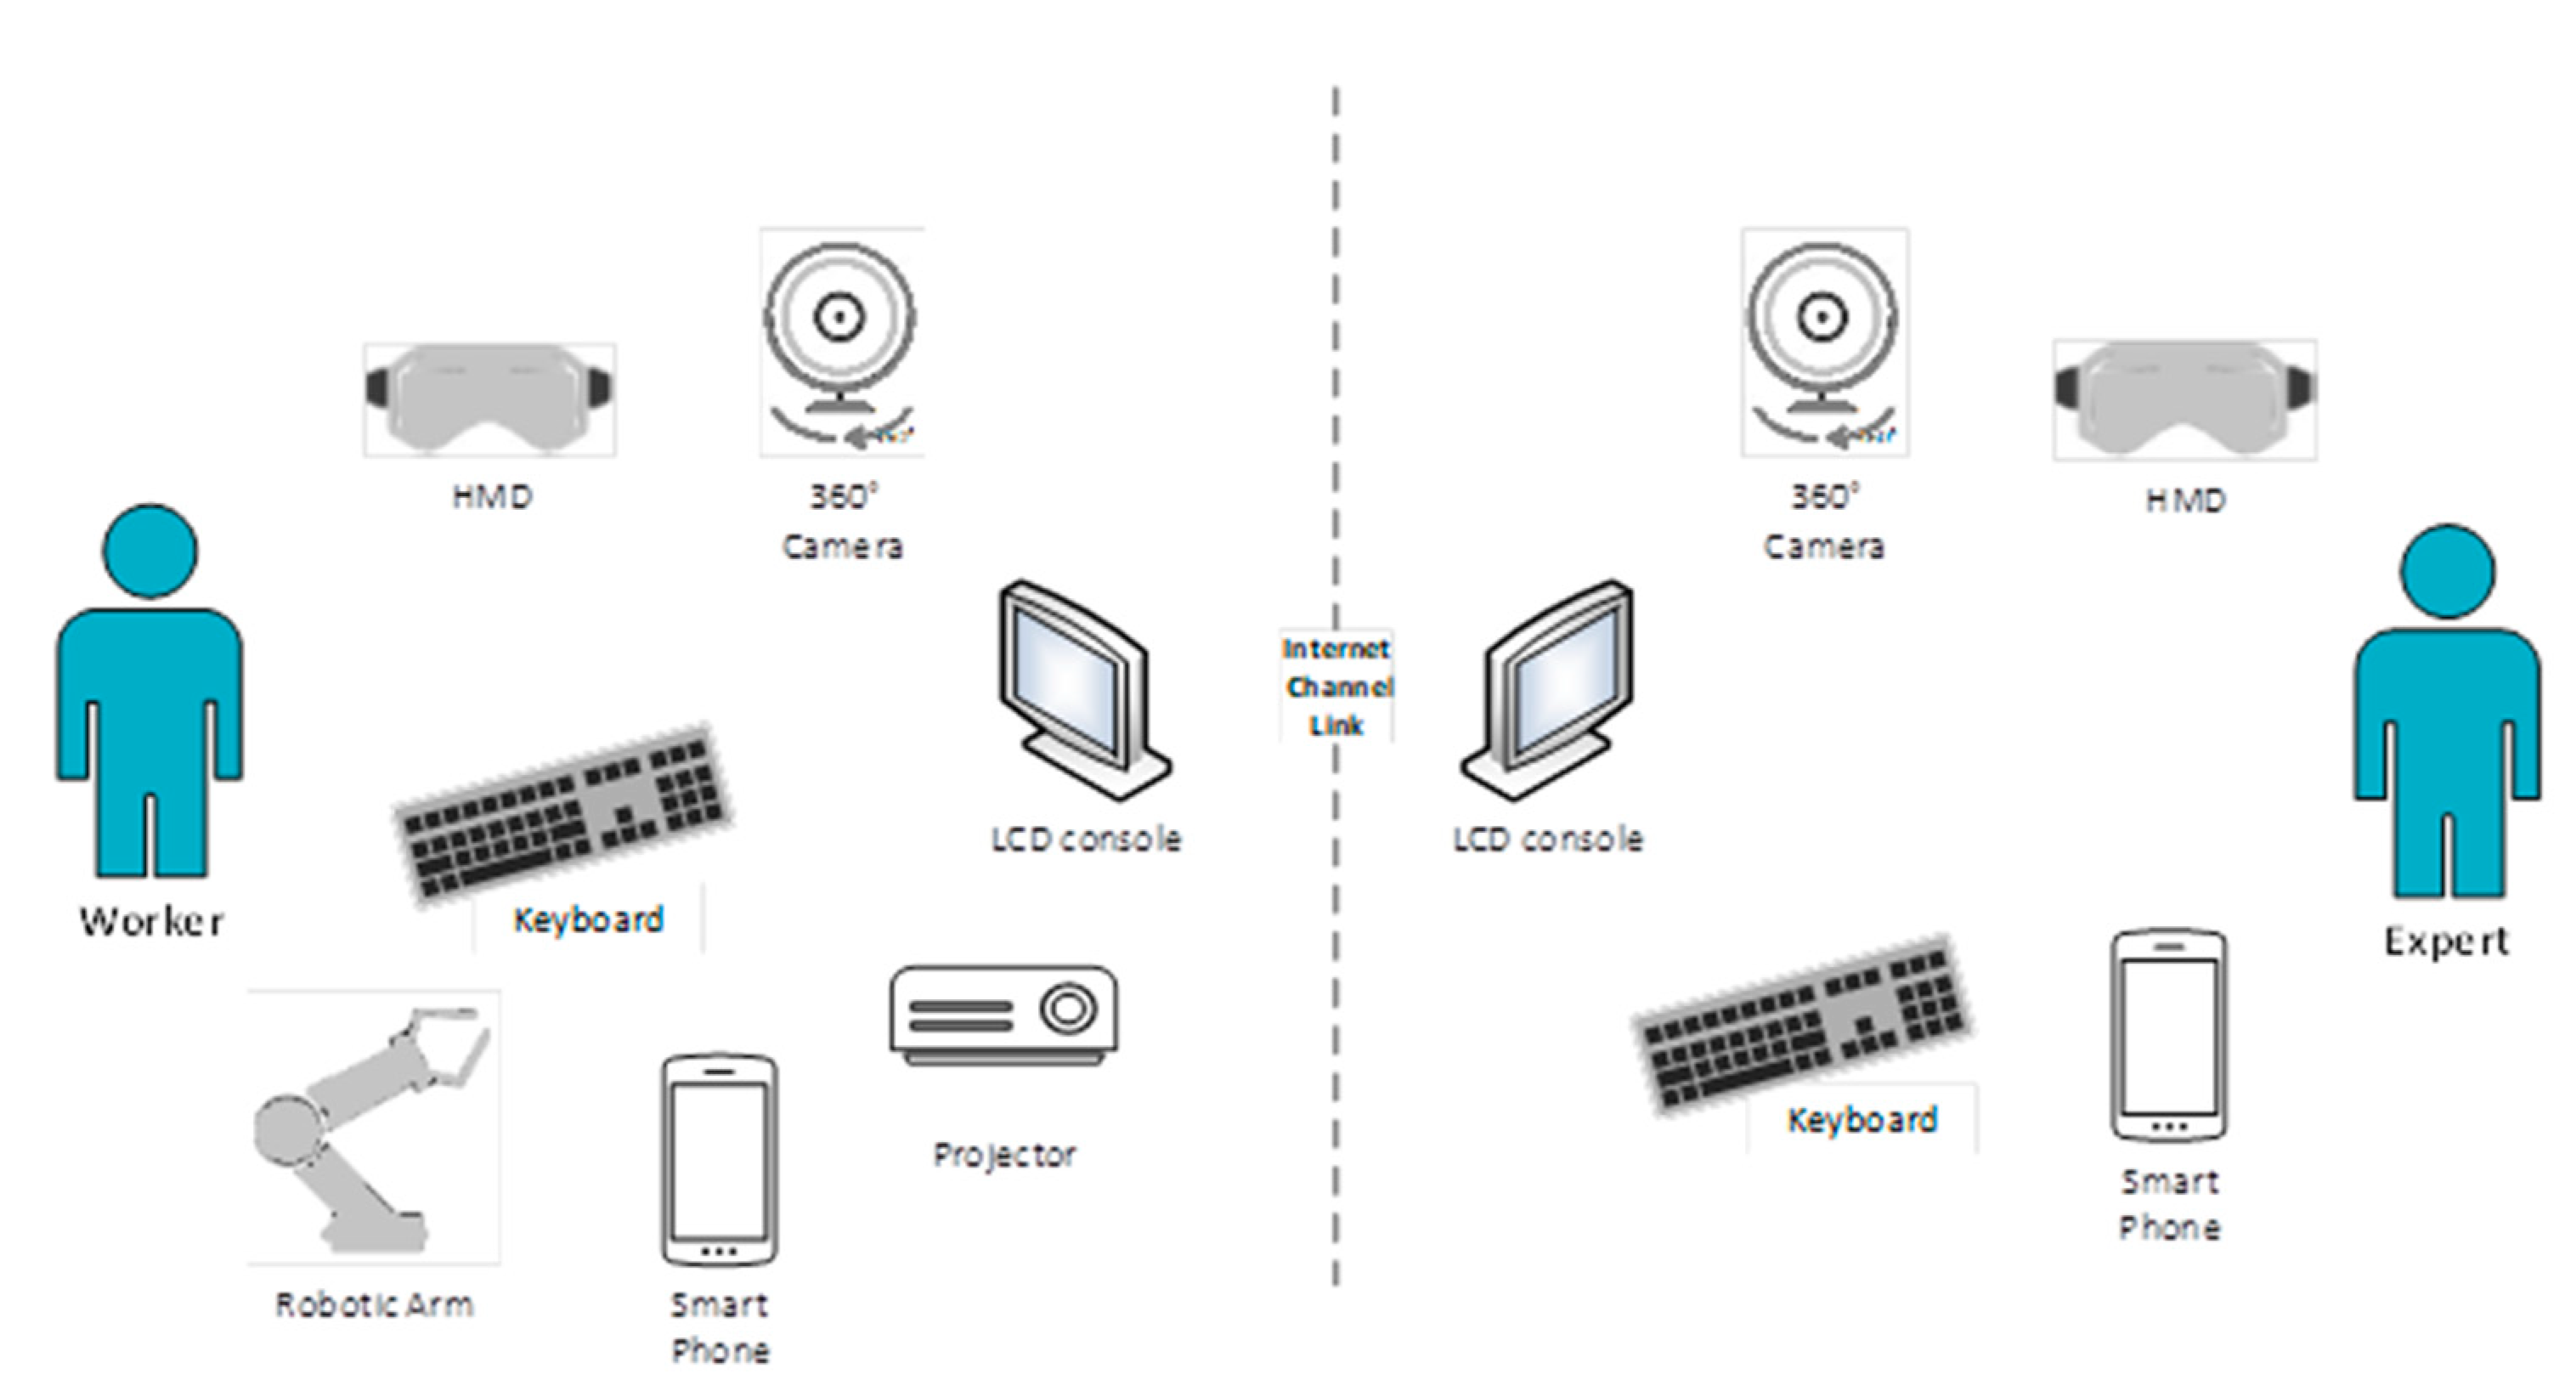 HMD
360°
Camera
360°
Camera
HMD
Internet
Channel
Link
LCD console
LCD console
Worker
Keyboard
Expert
Projector
Keyboard
Smart
Phone
Robotic Arm
Smart
Phone